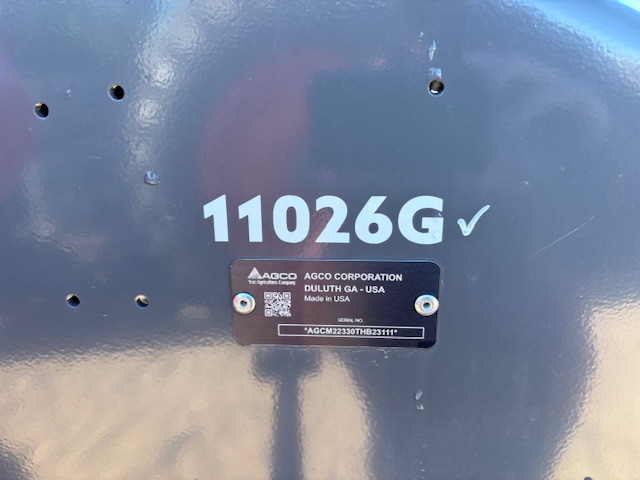 11026G ✓
AGCO
Your Agriculture Company
AGCO CORPORATION
DULUTH GA - USA
Made in USA
SERIAL NO.
*AGCM22330THB23111*